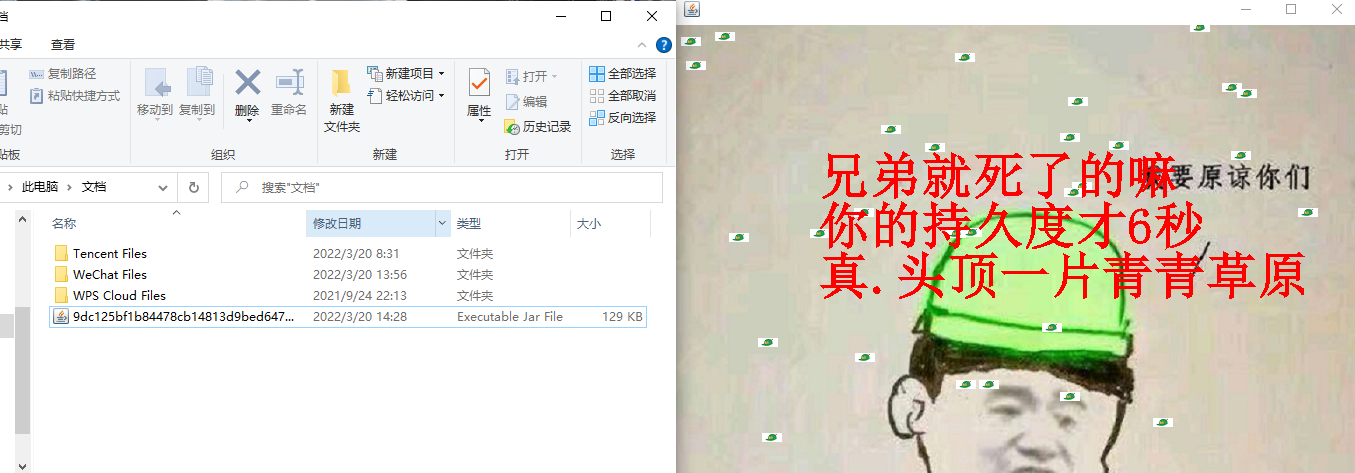 档
共享
查看
复制路径
粘贴快捷方式
贴
剪切
贴板
移动到
复制到
删除
重命名
组织
新建
文件夹
新建项目
轻松访问
新建
属性
打开
编辑
历史记录
打开
全部选择
全部取消
反向选择
选择
此电脑
文档
搜索"文档"
名称
修改日期
类型
大小
Tencent Files 2022/3/20 8:31 文件夹
WeChat Files 2022/3/20 13:56 文件夹
WPS Cloud Files 2021/9/24 22:13 文件夹
9dc125bf1b84478cb14813d9bed647... 2022/3/20 14:28 Executable Jar File 129 KB
兄弟就死了的嘛
要原谅你们
你的持久度才6秒
真.头顶一片青青草原